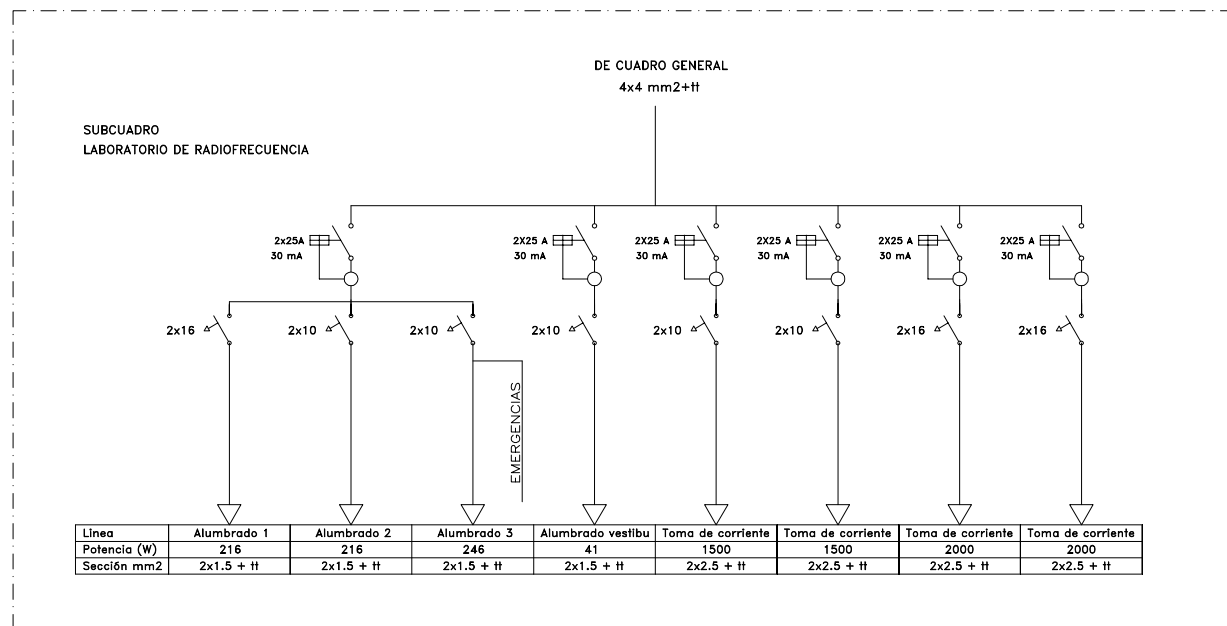 DE CUADRO GENERAL
4x4 mm2+tt
SUBCUADRO
LABORATORIO DE RADIOFRECUENCIA
2x25A 2X25 A 2X25 A 2X25 A 2X25 A 2X25 A
30 mA 30 mA 30 mA 30 mA 30 mA 30 mA
2x16 2x10 2x10 2x10 2x10 2x10 2x16 2x16
EMERGENCIAS
Linea Alumbrado 1 Alumbrado 2 Alumbrado 3 Alumbrado vestibu Toma de corriente Toma de corriente Toma de corriente Toma de corriente
Potencia (W) 216 216 246 41 1500 1500 2000 2000
Sección mm2 2x1.5 + tt 2x1.5 + tt 2x1.5 + tt 2x1.5 + tt 2x2.5 + tt 2x2.5 + tt 2x2.5 + tt 2x2.5 + tt